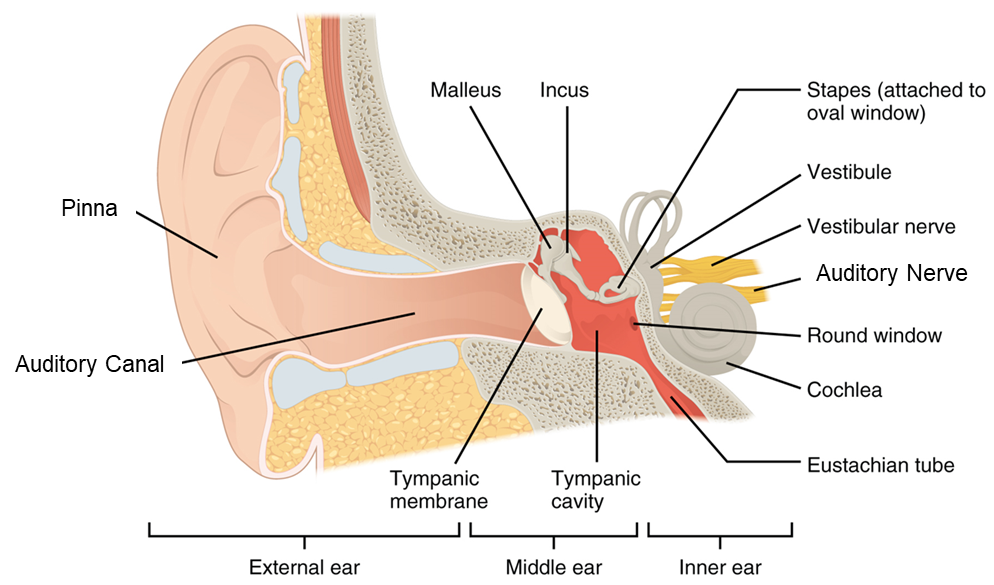 Malleus
Incus
Stapes (attached to
oval window)
Vestibule
Pinna
Vestibular nerve
Auditory Nerve
Round window
Auditory Canal
Cochlea
Eustachian tube
Tympanic
membrane
Tympanic
cavity
External ear
Middle ear
Inner ear